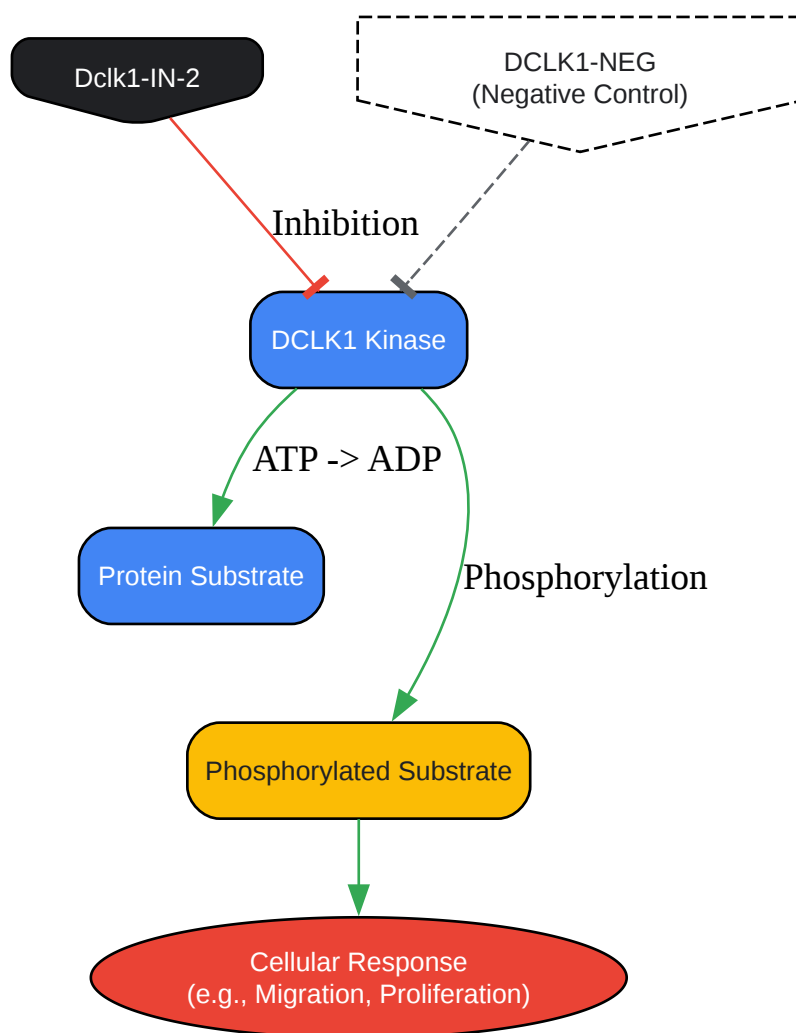 Dclk1-IN-2
DCLK1-NEG
(Negative Control)
Inhibition
DCLK1 Kinase
ATP -> ADP
Protein Substrate
Phosphorylation
Phosphorylated Substrate
Cellular Response
(e.g., Migration, Proliferation)